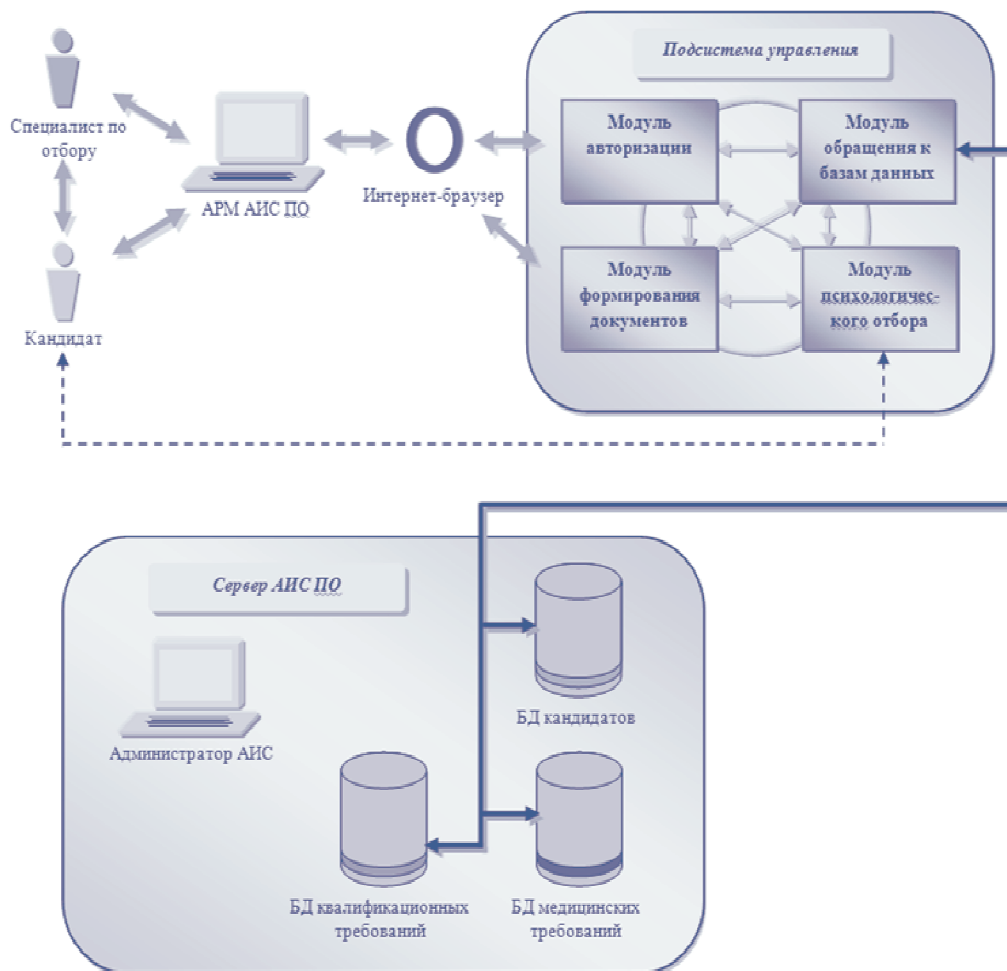 Подсистема управления
Специалист по
отбору
АРМ АИС ПО
Интернет-браузер
Модуль
авторизации
Модуль
обращения к
базам данных
Кандидат
Модуль
формирования
документов
Модуль
психологичес-
кого отбора
Сервер АИС ПО
БД кандидатов
Администратор АИС
БД квалификационных
требований
БД медицинских
требований